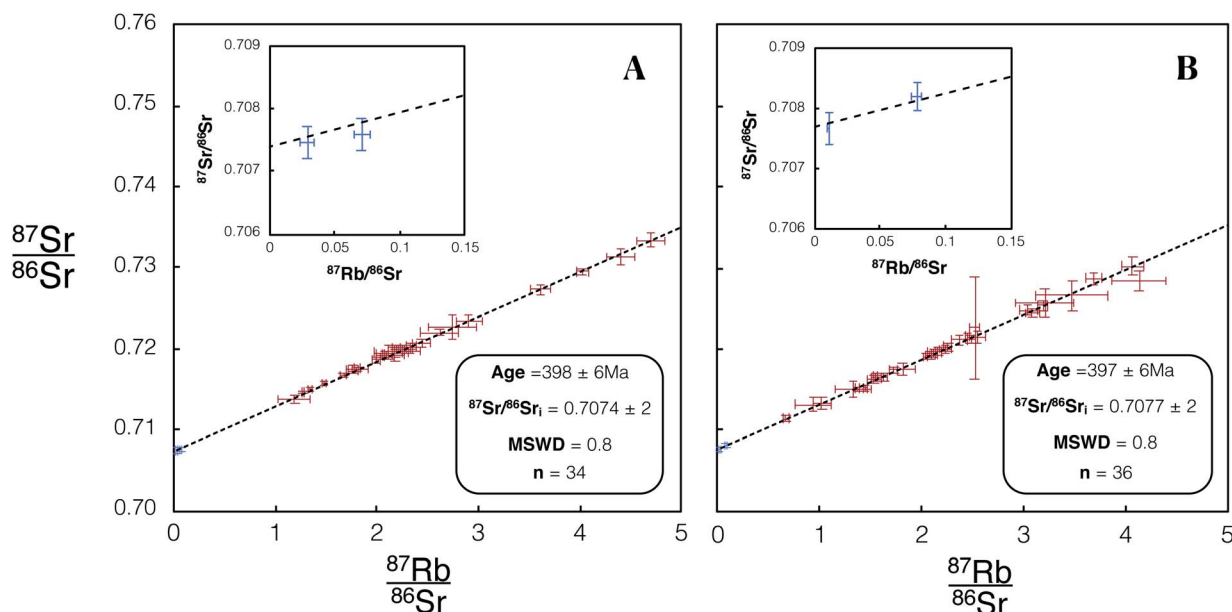 A
0.76
0.75
0.74
0.73
0.72
0.71
0.70
87Sr
86Sr
0.709
0.708
0.707
0.706
87Sr/86Sr
0
0.05
0.1
0.15
87Rb/86Sr
Age =398 ± 6Ma
87Sr/86Sri = 0.7074 ± 2
MSWD = 0.8
n = 34
0 1 2 3 4 5
87Rb
86Sr
B
0.709
0.708
0.707
0.706
87Sr/86Sr
0
0.05
0.1
0.15
87Rb/86Sr
Age =397 ± 6Ma
87Sr/86Sri = 0.7077 ± 2
MSWD = 0.8
n = 36
0 1 2 3 4 5
87Rb
86Sr